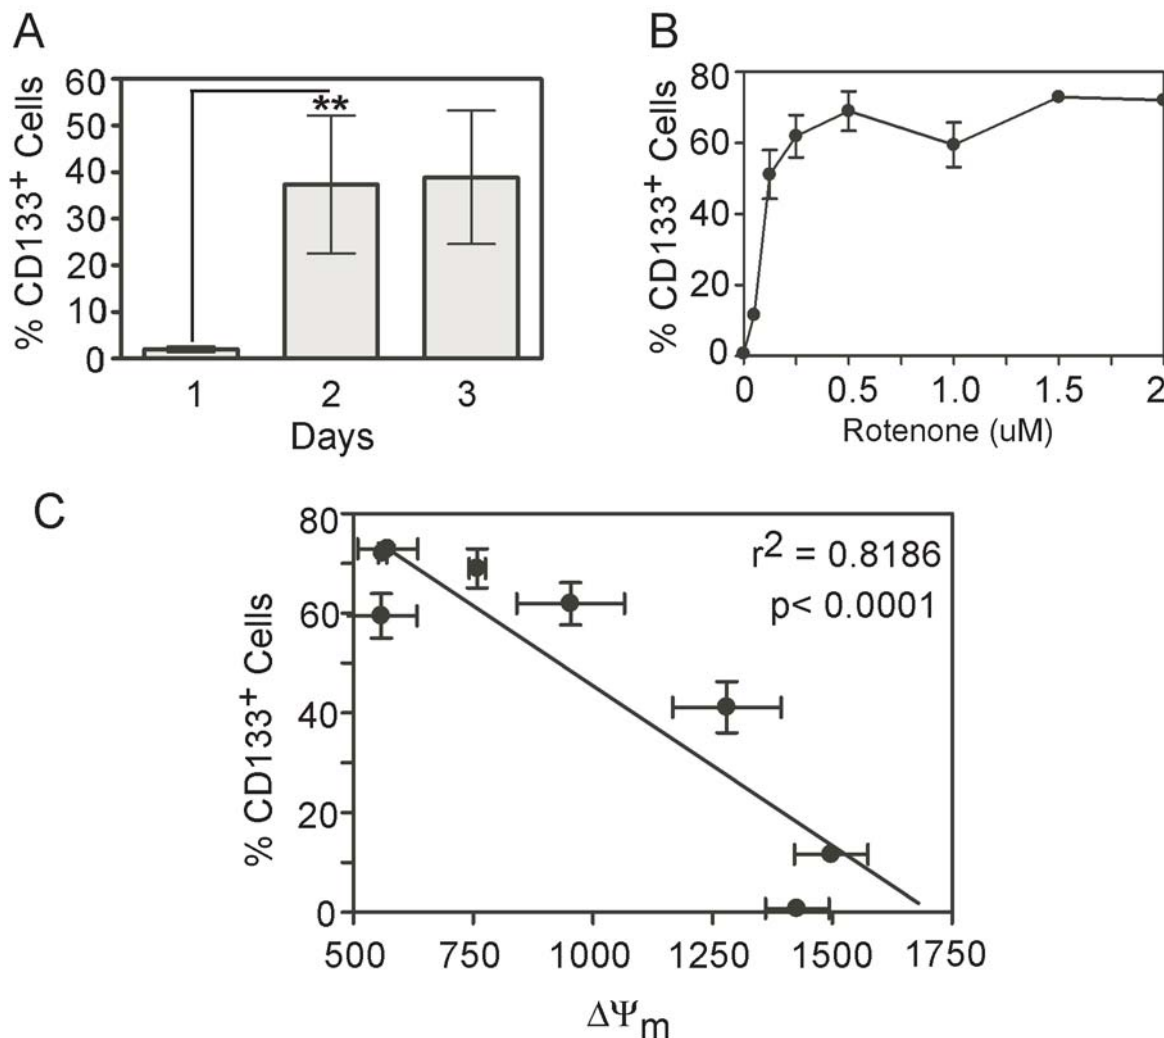 A
% CD133+ Cells
60
50
40
30
20
10
0
**
1 2 3
Days
B
% CD133+ Cells
80
60
40
20
0
0 0.5 1.0 1.5 2
Rotenone (uM)
C
% CD133+ Cells
80
60
40
20
0
r2 = 0.8186
p< 0.0001
500 750 1000 1250 1500 1750
ΔΨm